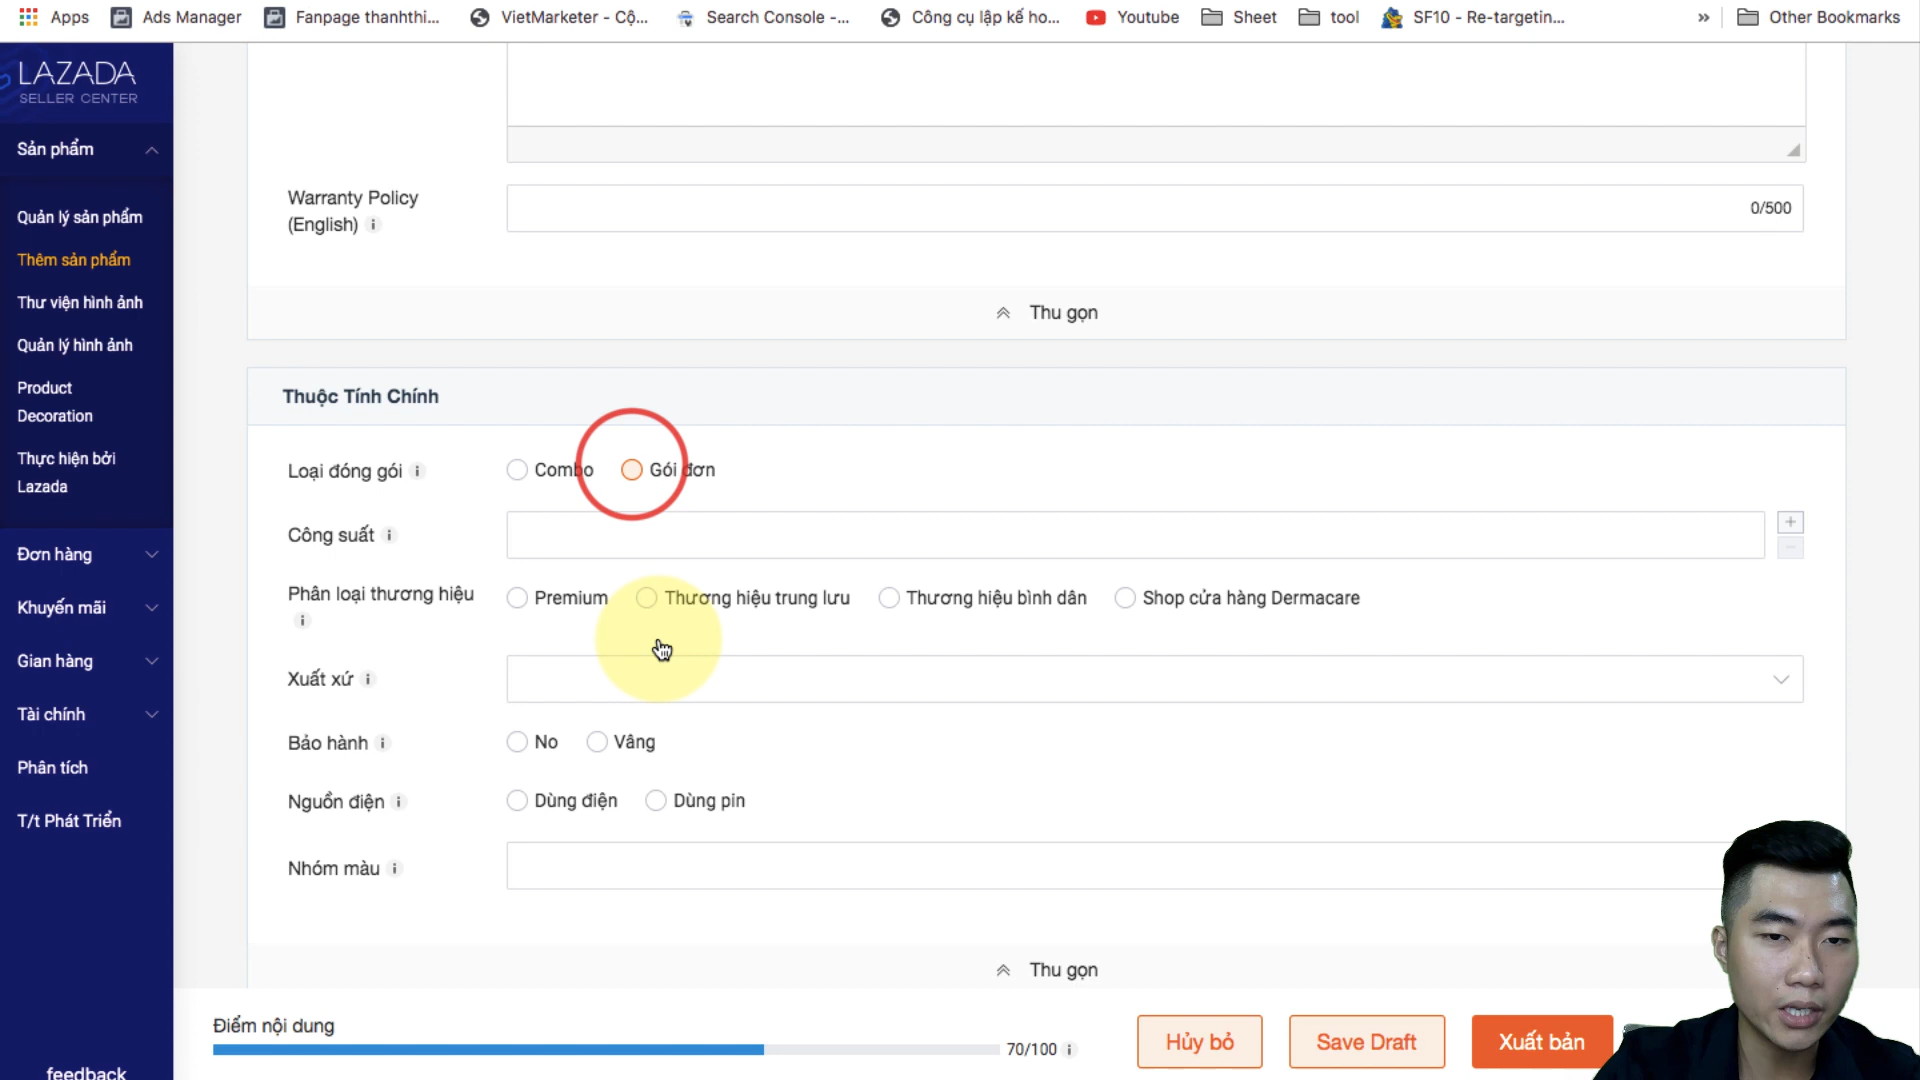 Apps Ads Manager Fanpage thanhthi... VietMarketer - Cộ... Search Console -... Công cụ lập kế ho... Youtube Sheet tool SF10 - Re-targetin... » Other Bookmarks
LAZADA
SELLER CENTER
Sản phẩm
Quản lý sản phẩm
Thêm sản phẩm
Thư viện hình ảnh
Quản lý hình ảnh
Product
Decoration
Thực hiện bởi
Lazada
Đơn hàng
Khuyến mãi
Gian hàng
Tài chính
Phân tích
T/t Phát Triển
feedback
Warranty Policy
(English) i
0/500
Thu gọn
Thuộc Tính Chính
Loại đóng gói i Combo Gói đơn
Công suất i
Phân loại thương hiệu
i
Premium Thương hiệu trung lưu Thương hiệu bình dân Shop cửa hàng Dermacare
Xuất xứ i
Bảo hành i No Vâng
Nguồn điện i Dùng điện Dùng pin
Nhóm màu i
Thu gọn
Điểm nội dung
70/100 i
Hủy bỏ Save Draft Xuất bản